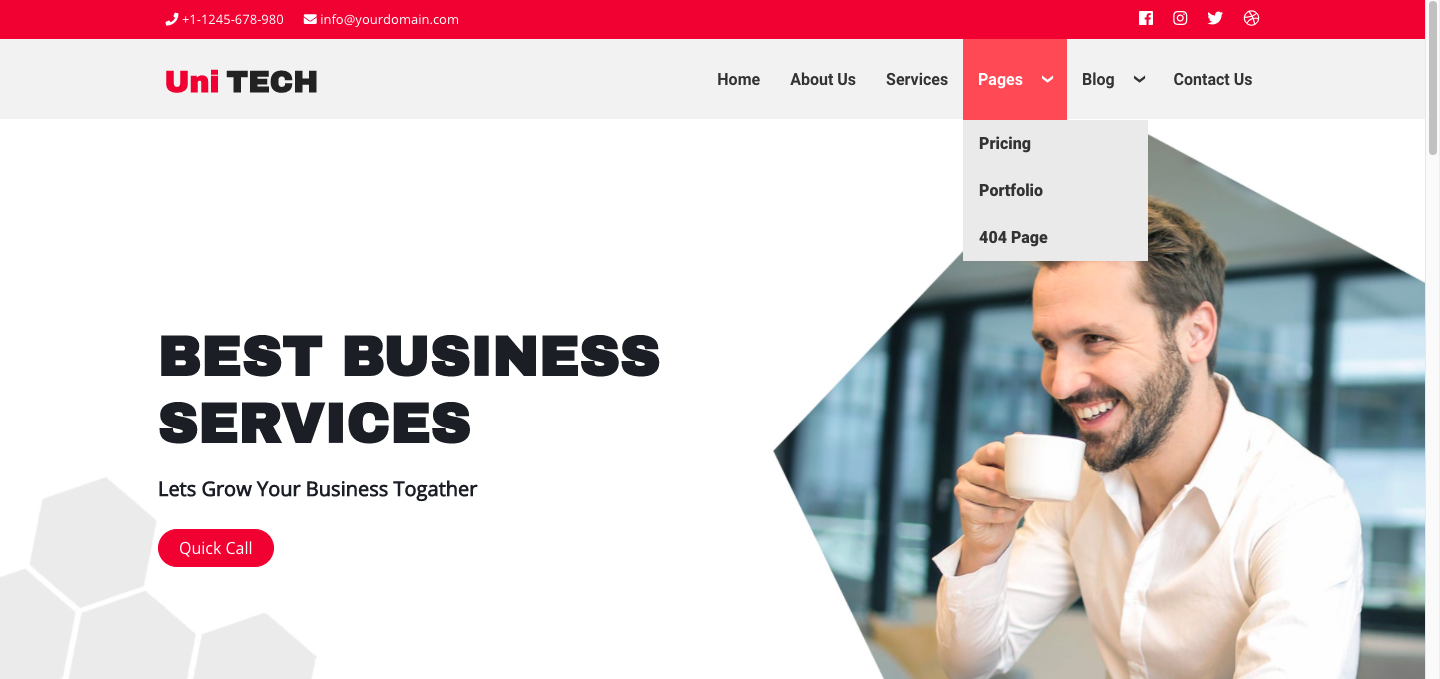 +1-1245-678-980 info@yourdomain.com
Uni TECH Home About Us Services Pages Blog Contact Us
Pricing
Portfolio
404 Page
BEST BUSINESS
SERVICES
Lets Grow Your Business Togather
Quick Call